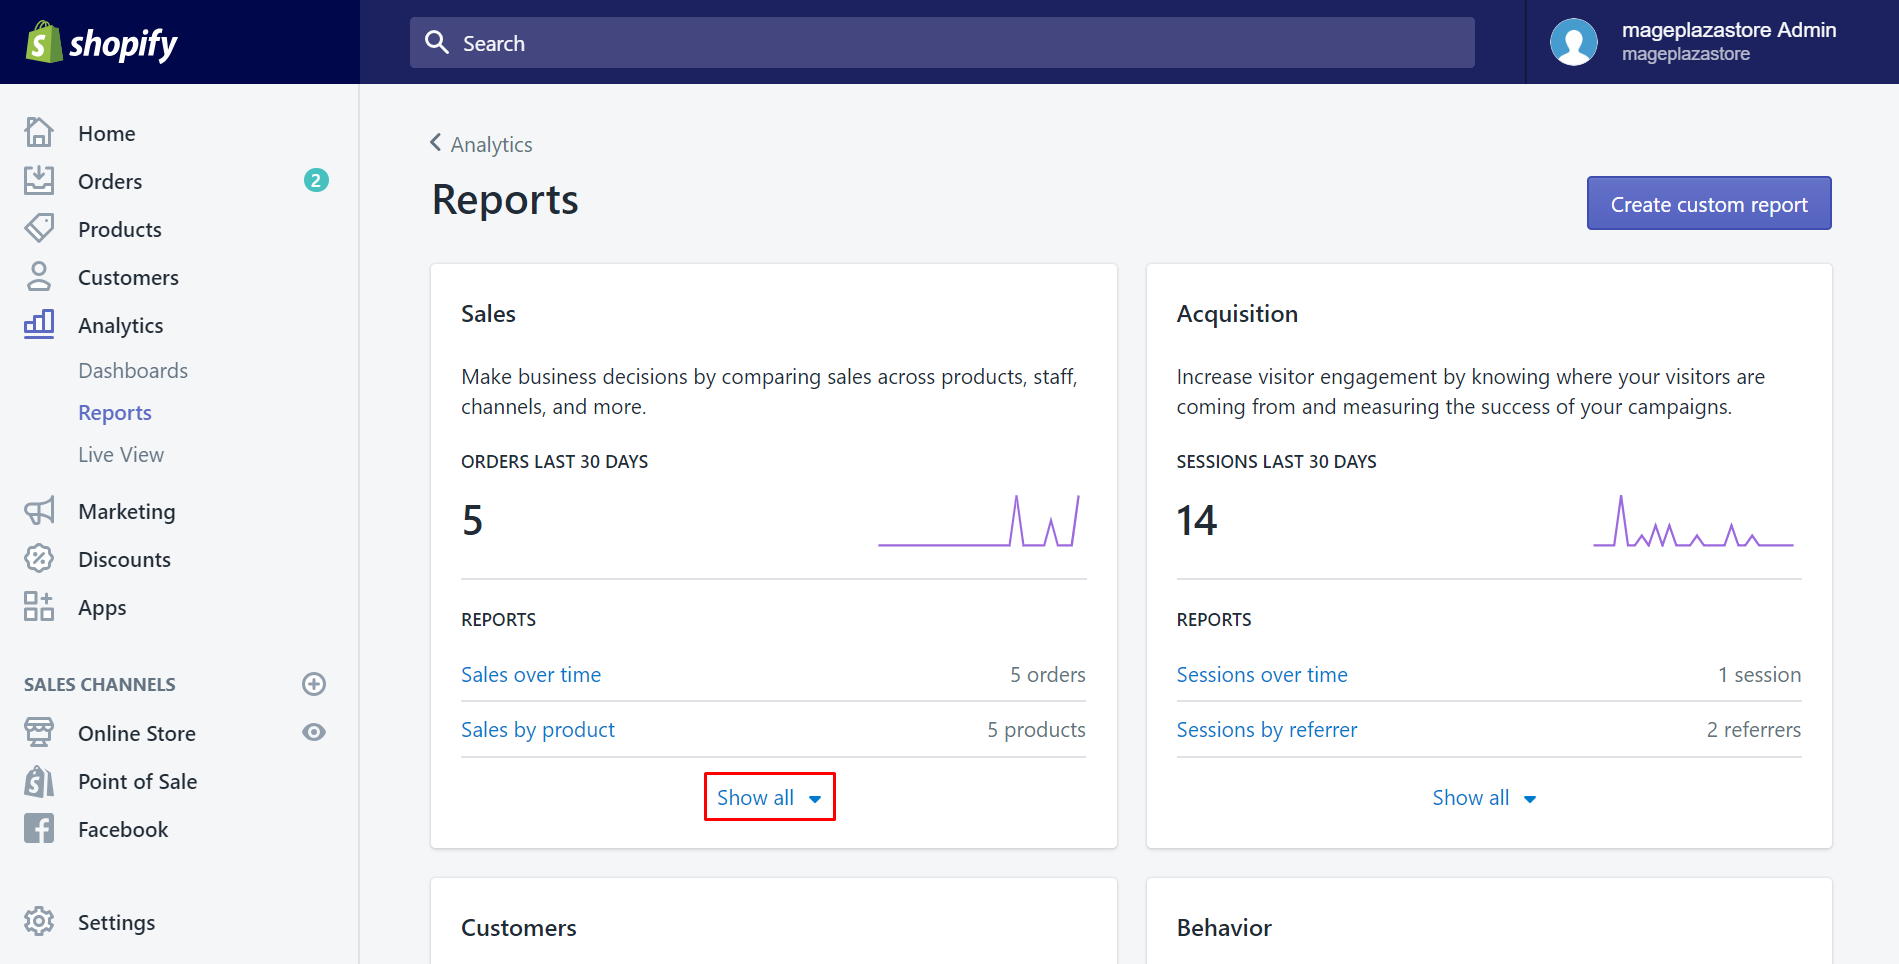 shopify
Search
mageplazastore Admin
mageplazastore
Home
Orders 2
Products
Customers
Analytics
Dashboards
Reports
Live View
Marketing
Discounts
Apps
SALES CHANNELS
Online Store
Point of Sale
Facebook
Settings
Analytics
Reports
Create custom report
Sales
Make business decisions by comparing sales across products, staff,
channels, and more.
ORDERS LAST 30 DAYS
5
REPORTS
Sales over time 5 orders
Sales by product 5 products
Show all
Acquisition
Increase visitor engagement by knowing where your visitors are
coming from and measuring the success of your campaigns.
SESSIONS LAST 30 DAYS
14
REPORTS
Sessions over time 1 session
Sessions by referrer 2 referrers
Show all
Customers
Behavior